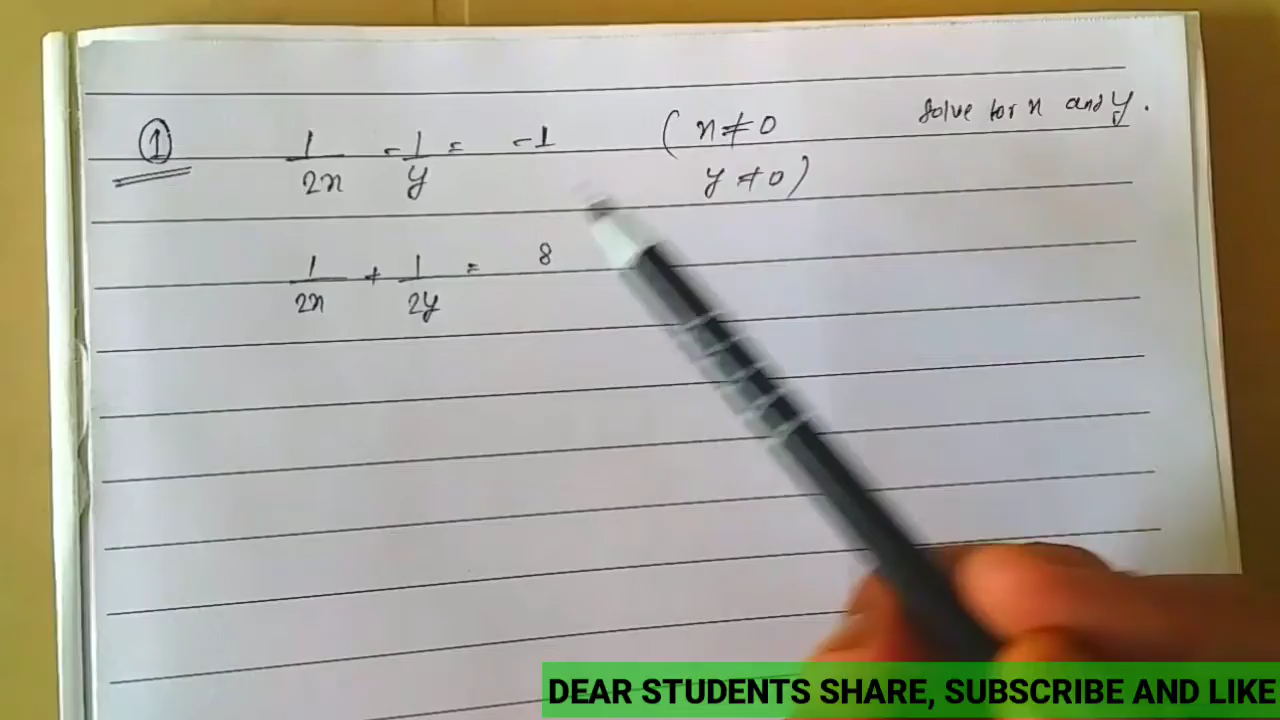 solve for x and y.
① 1/2x - 1/y = -1 (x ≠ 0
y ≠ 0)
1/2x + 1/2y = 8
DEAR STUDENTS SHARE, SUBSCRIBE AND LIKE